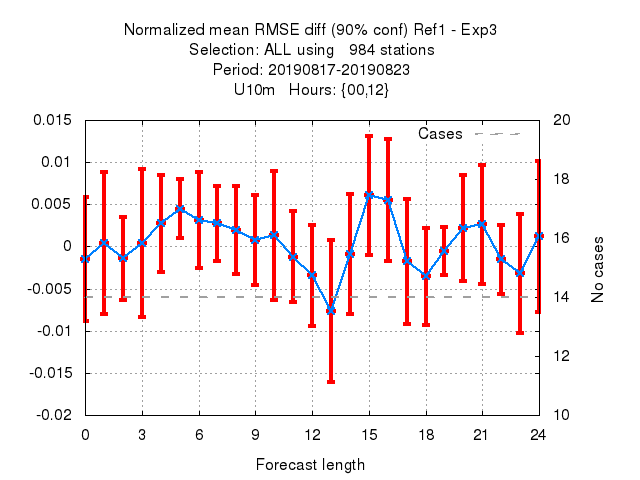 Normalized mean RMSE diff (90% conf) Ref1 - Exp3
Selection: ALL using 984 stations
Period: 20190817-20190823
U10m Hours: {00,12}
0.015
0.01
0.005
0
-0.005
-0.01
-0.015
-0.02
Cases
20
18
16
14
12
10
No cases
0 3 6 9 12 15 18 21 24
Forecast length